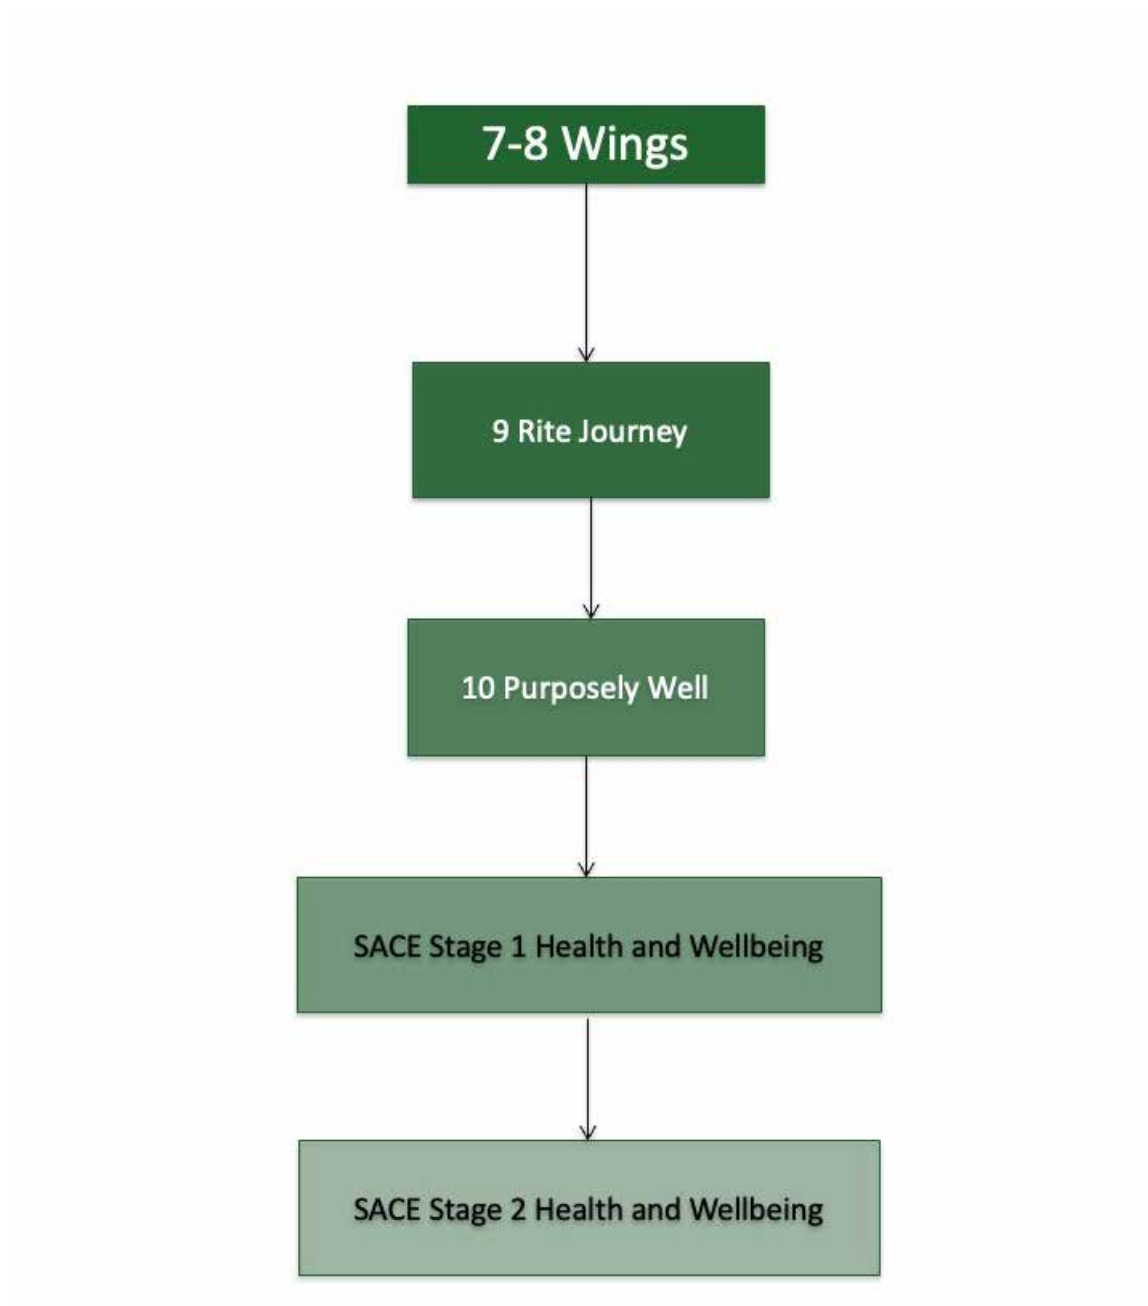 7-8 Wings
9 Rite Journey
10 Purposely Well
SACE Stage 1 Health and Wellbeing
SACE Stage 2 Health and Wellbeing